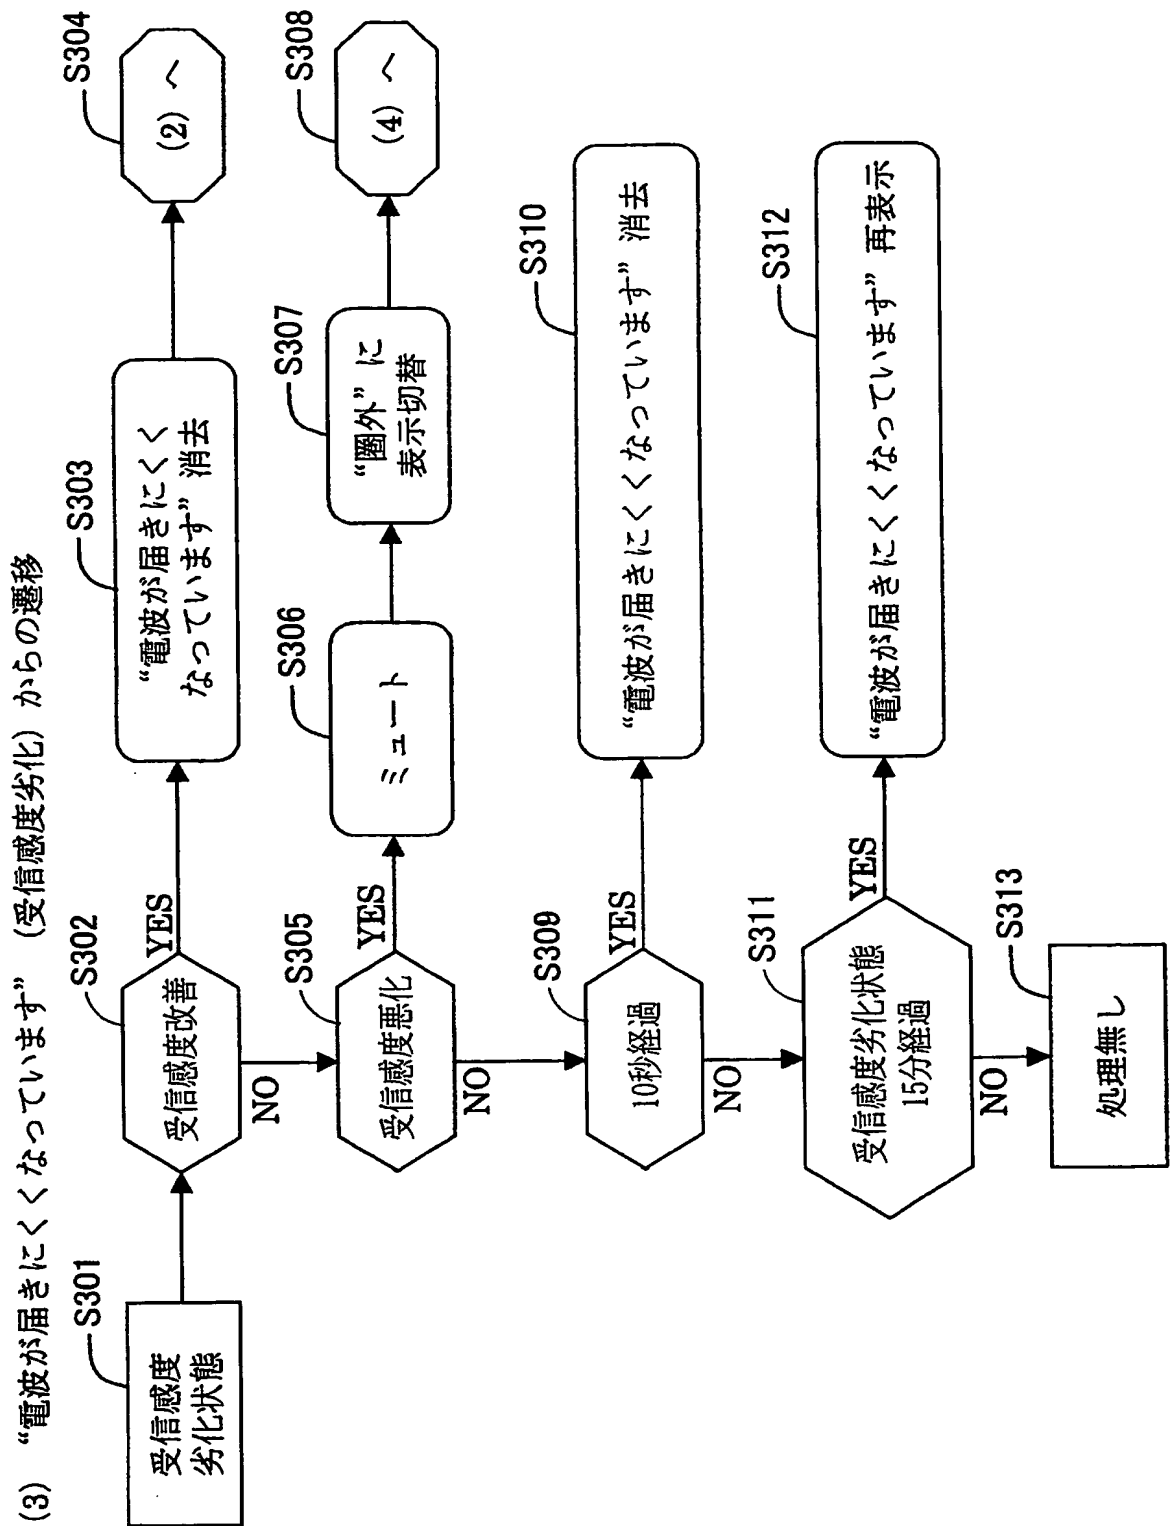 (3) “電波が届きにくくなっています” (受信感度劣化) からの遷移
S301
受信感度
劣化状態
S302
受信感度改善
YES
NO
S303
“電波が届きにくく
なっています” 消去
S304
(2) へ
S305
受信感度悪化
YES
NO
S306
ミュート
S307
“圏外” に
表示切替
S308
(4) へ
S309
10秒経過
YES
NO
S310
“電波が届きにくくなっています” 消去
S311
受信感度劣化状態
15分経過
YES
NO
S312
“電波が届きにくくなっています” 再表示
S313
処理無し